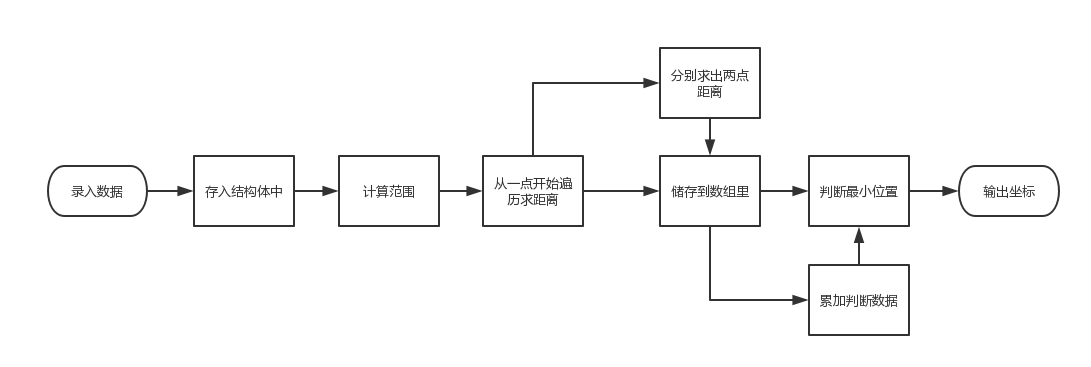 录入数据
存入结构体中
计算范围
从一点开始遍
历求距离
分别求出两点
距离
储存到数组里
判断最小位置
累加判断数据
输出坐标